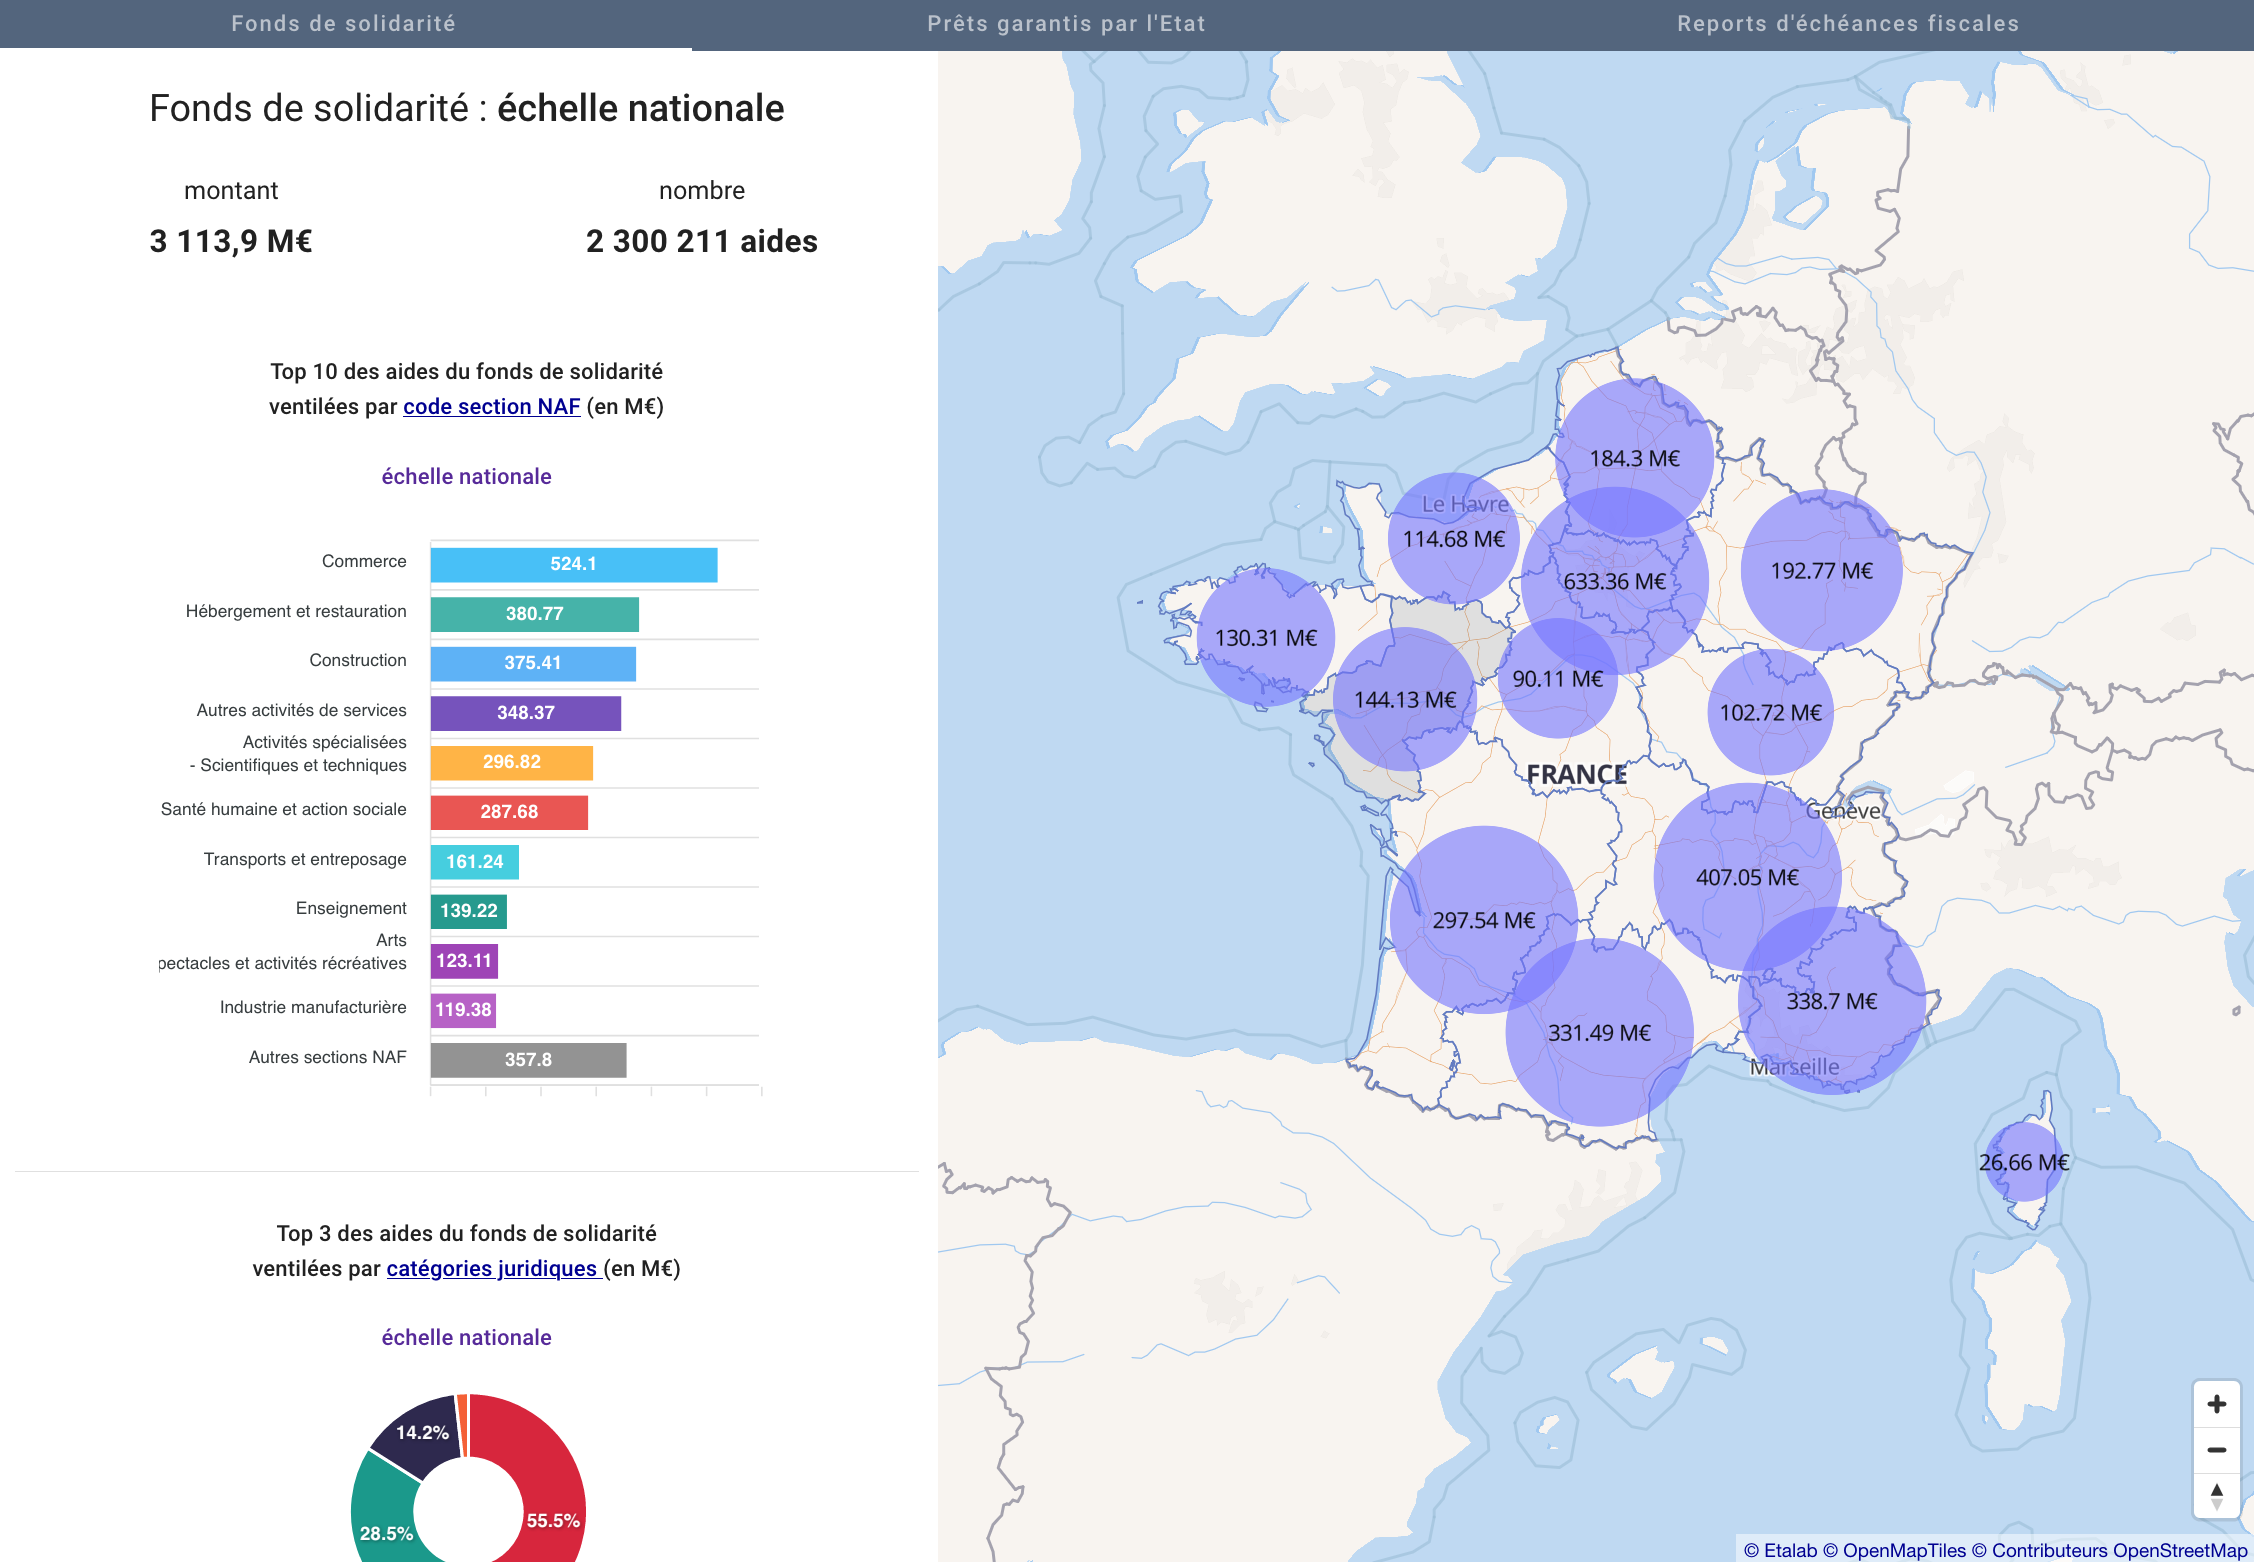 Fonds de solidarité
Prêts garantis par l'Etat
Reports d'échéances fiscales
Fonds de solidarité : échelle nationale
montant
3 113,9 M€
nombre
2 300 211 aides
Top 10 des aides du fonds de solidarité
ventilées par code section NAF (en M€)
échelle nationale
Commerce 524.1
Hébergement et restauration 380.77
Construction 375.41
Autres activités de services 348.37
Activités spécialisées
- Scientifiques et techniques 296.82
Santé humaine et action sociale 287.68
Transports et entreposage 161.24
Enseignement 139.22
Arts
pectacles et activités récréatives 123.11
Industrie manufacturière 119.38
Autres sections NAF 357.8
Top 3 des aides du fonds de solidarité
ventilées par catégories juridiques (en M€)
échelle nationale
14.2%
55.5%
28.5%
184.3 M€
Le Havre
114.68 M€
633.36 M€
192.77 M€
130.31 M€
144.13 M€
90.11 M€
102.72 M€
FRANCE
Genève
407.05 M€
297.54 M€
338.7 M€
331.49 M€
Marseille
26.66 M€
© Etalab © OpenMapTiles © Contributeurs OpenStreetMap